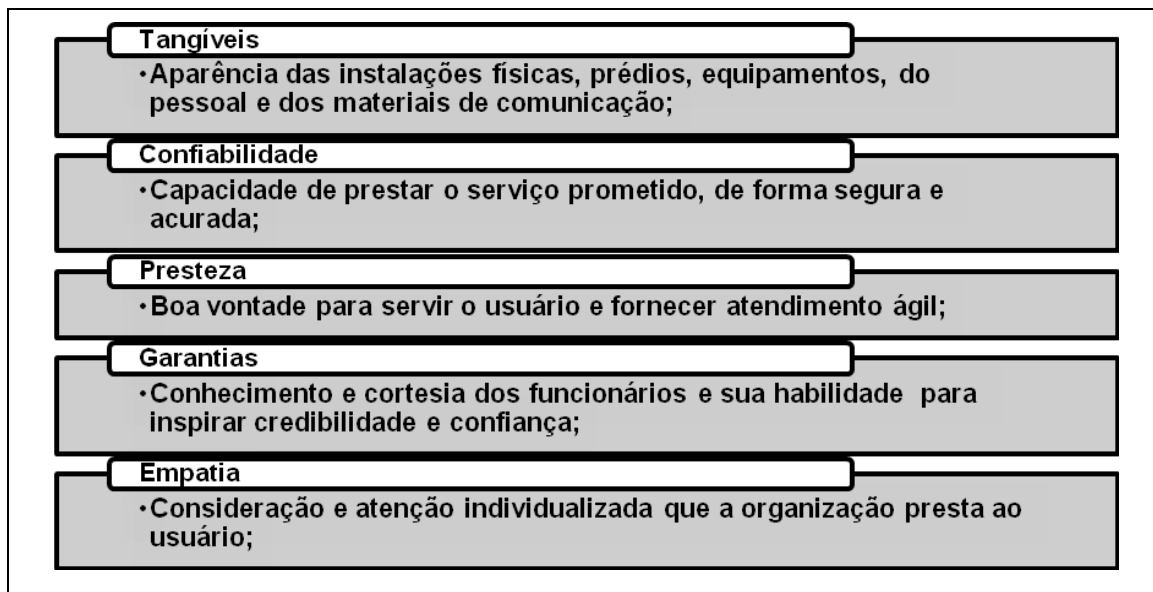 Tangíveis
•Aparência das instalações físicas, prédios, equipamentos, do
pessoal e dos materiais de comunicação;
Confiabilidade
•Capacidade de prestar o serviço prometido, de forma segura e
acurada;
Presteza
•Boa vontade para servir o usuário e fornecer atendimento ágil;
Garantias
•Conhecimento e cortesia dos funcionários e sua habilidade para
inspirar credibilidade e confiança;
Empatia
•Consideração e atenção individualizada que a organização presta ao
usuário;